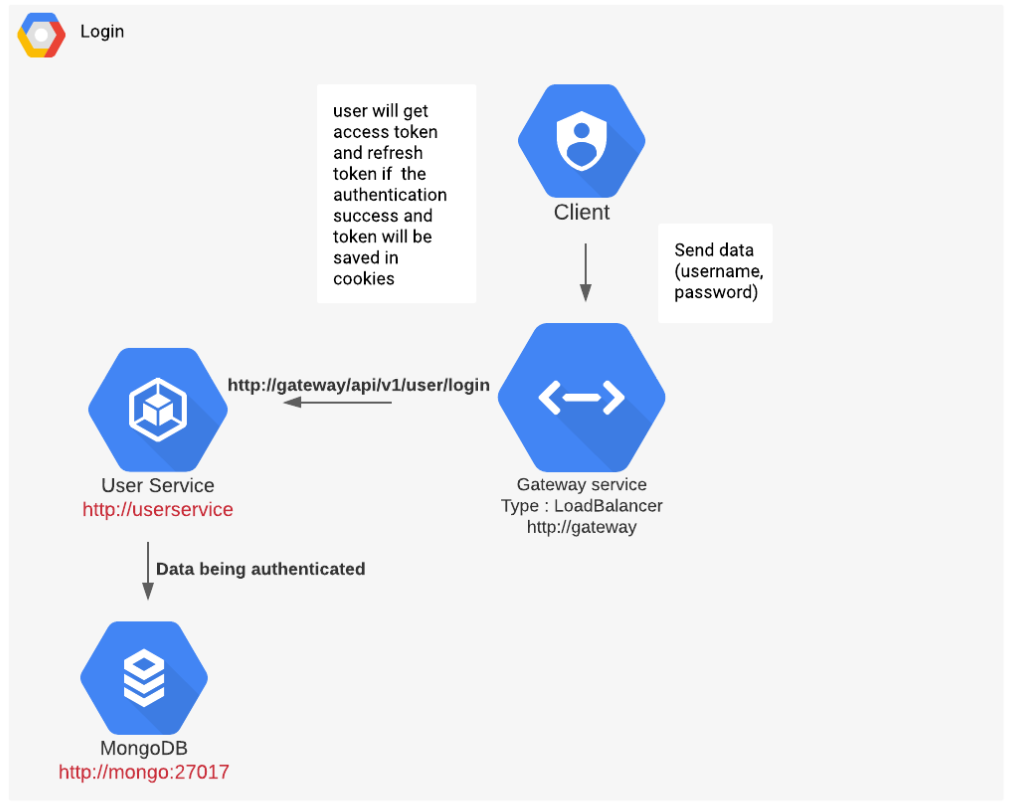 Login
user will get
access token
and refresh
token if the
authentication
success and
token will be
saved in
cookies
Client
Send data
(username,
password)
http://gateway/api/v1/user/login
User Service
http://userservice
Gateway service
Type : LoadBalancer
http://gateway
Data being authenticated
MongoDB
http://mongo:27017